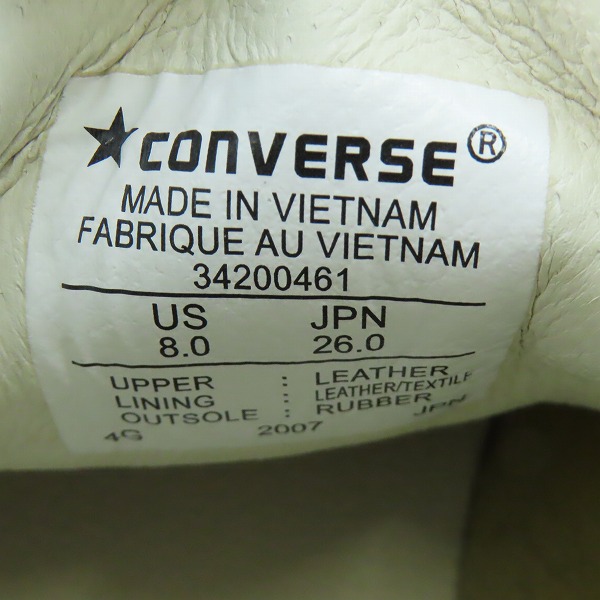 ★CONVERSE®
MADE IN VIETNAM
FABRIQUE AU VIETNAM
34200461
US JPN
8.0 26.0
UPPER : LEATHER
LINING : LEATHER/TEXTILE
OUTSOLE : RUBBER
4G 2007 JPN